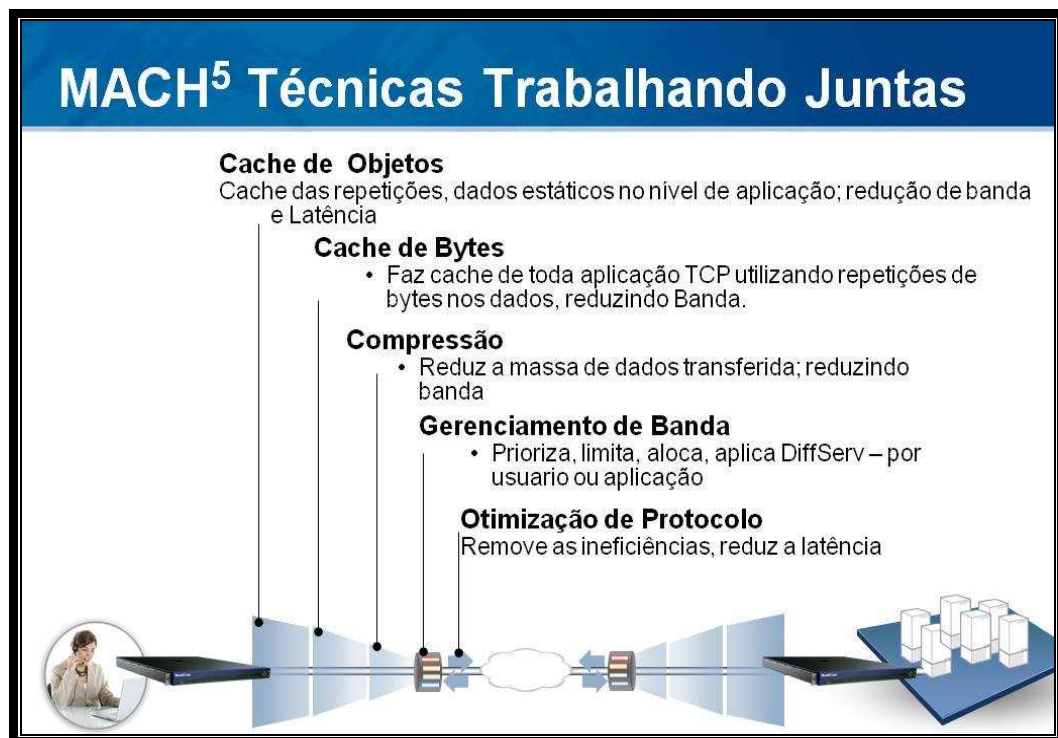 MACH⁵ Técnicas Trabalhando Juntas
Cache de Objetos
Cache das repetições, dados estáticos no nível de aplicação; redução de banda
e Latência
Cache de Bytes
• Faz cache de toda aplicação TCP utilizando repetições de
bytes nos dados, reduzindo Banda.
Compressão
• Reduz a massa de dados transferida; reduzindo
banda
Gerenciamento de Banda
• Prioriza, limita, aloca, aplica DiffServ – por
usuario ou aplicação
Otimização de Protocolo
Remove as ineficiências, reduz a latência